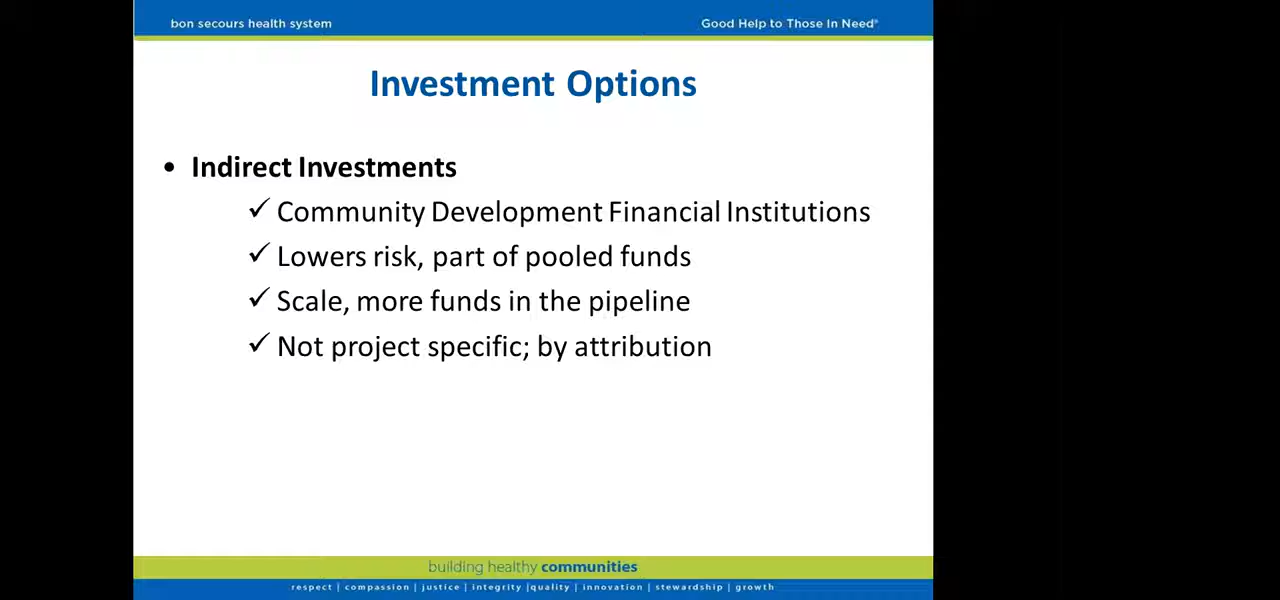 bon secours health system
Good Help to Those In Need®
Investment Options
• Indirect Investments
✓ Community Development Financial Institutions
✓ Lowers risk, part of pooled funds
✓ Scale, more funds in the pipeline
✓ Not project specific; by attribution
building healthy communities
respect | compassion | justice | integrity |quality | innovation | stewardship | growth